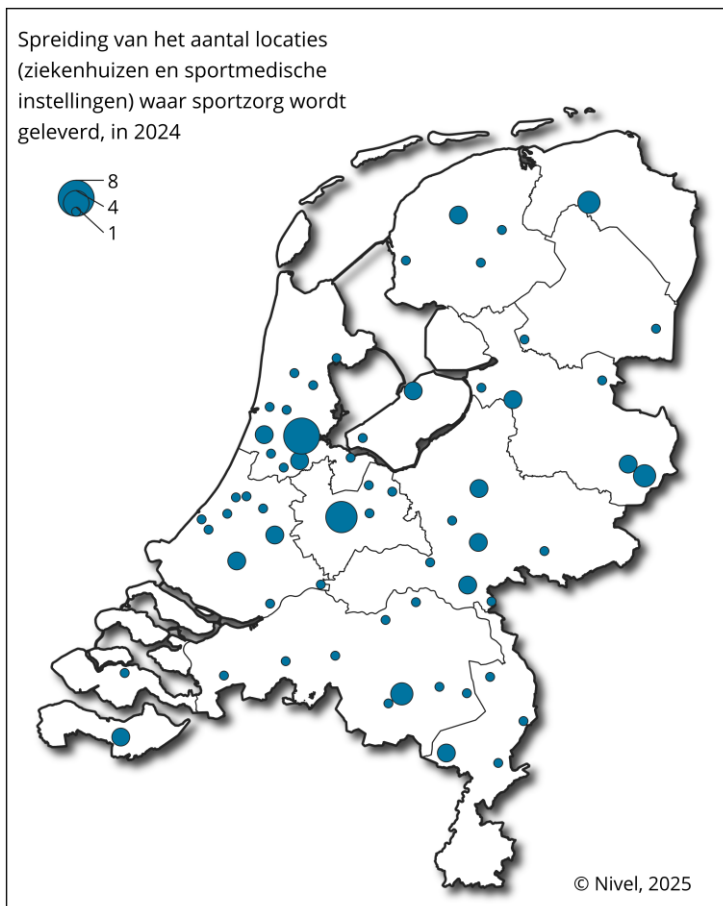 Spreiding van het aantal locaties
(ziekenhuizen en sportmedische
instellingen) waar sportzorg wordt
geleverd, in 2024
8
4
1
© Nivel, 2025